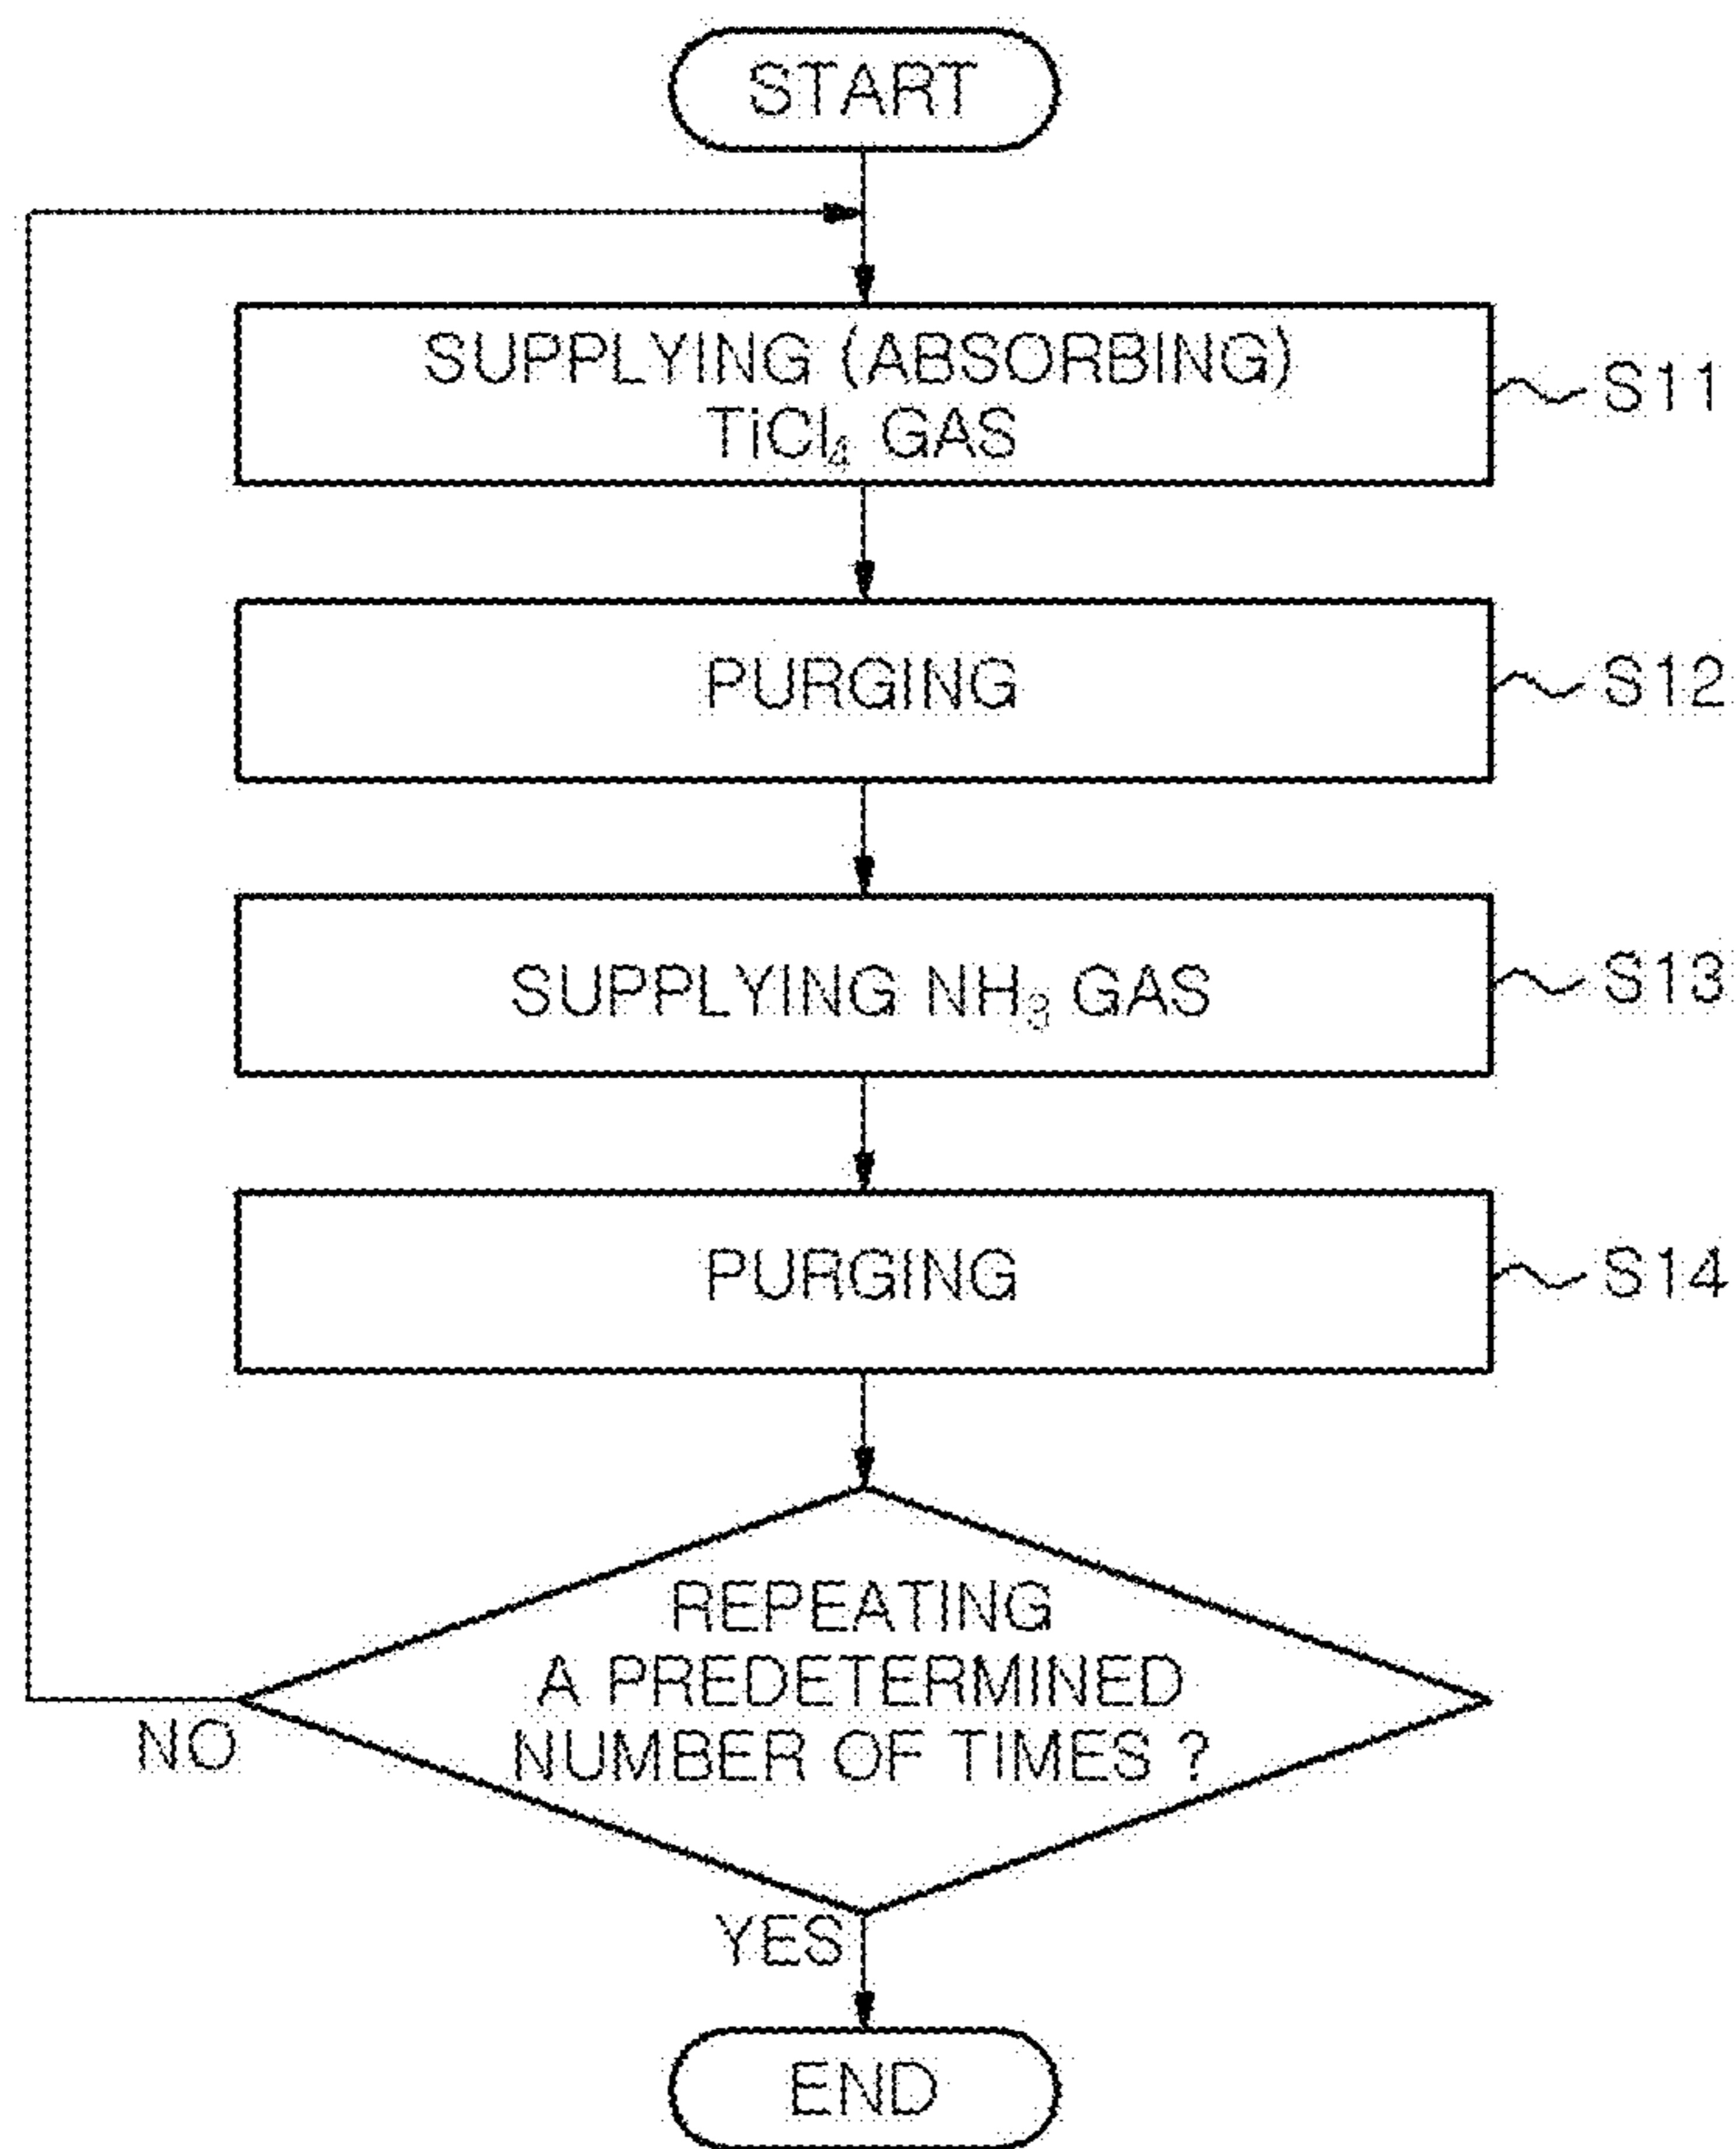 START
SUPPLYING (ABSORBING)
TiCl₄ GAS
S11
PURGING
S12
SUPPLYING NH₃ GAS
S13
PURGING
S14
REPEATING
A PREDETERMINED
NUMBER OF TIMES ?
NO
YES
END